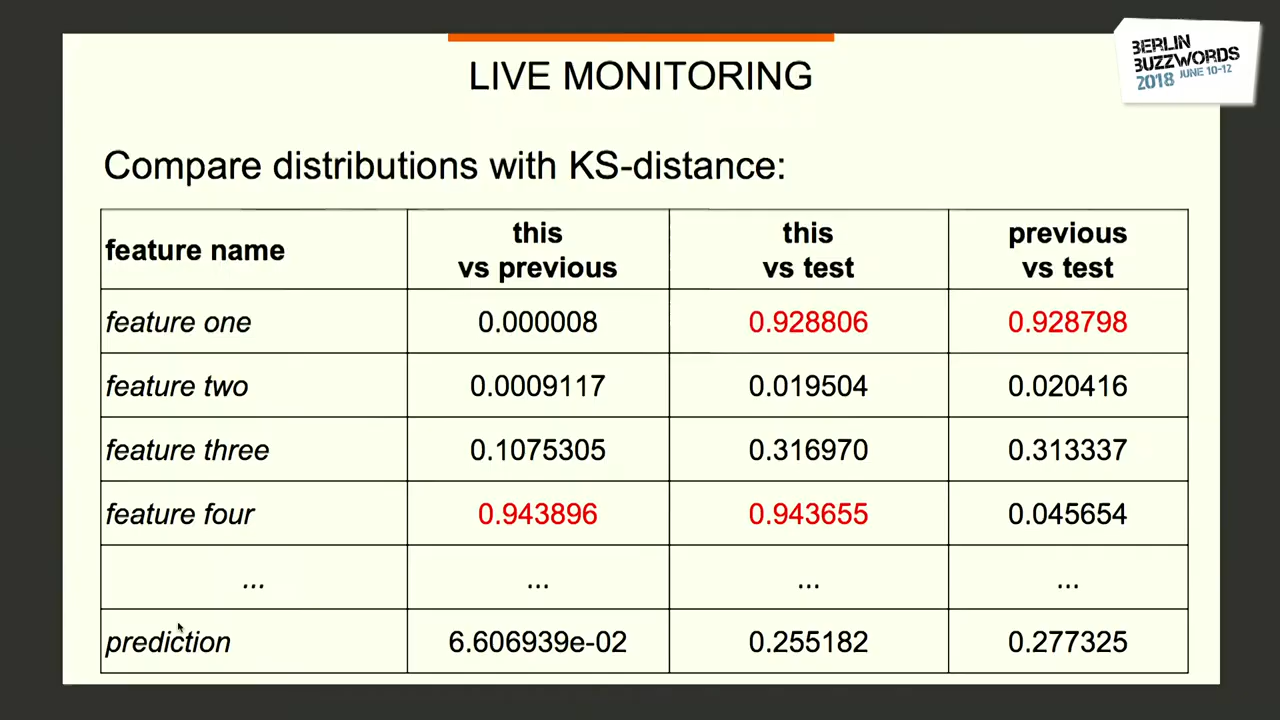 BERLIN
BUZZWORDS
2018 JUNE 10-12
LIVE MONITORING
Compare distributions with KS-distance:
feature name this vs previous this vs test previous vs test
feature one 0.000008 0.928806 0.928798
feature two 0.0009117 0.019504 0.020416
feature three 0.1075305 0.316970 0.313337
feature four 0.943896 0.943655 0.045654
... ... ... ...
prediction 6.606939e-02 0.255182 0.277325